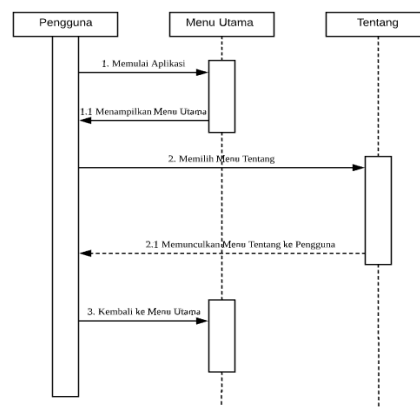 Pengguna
Menu Utama
Tentang
1. Memulai Aplikasi
1.1 Menampilkan Menu Utama
2. Memilih Menu Tentang
2.1 Memunculkan Menu Tentang ke Pengguna
3. Kembali ke Menu Utama